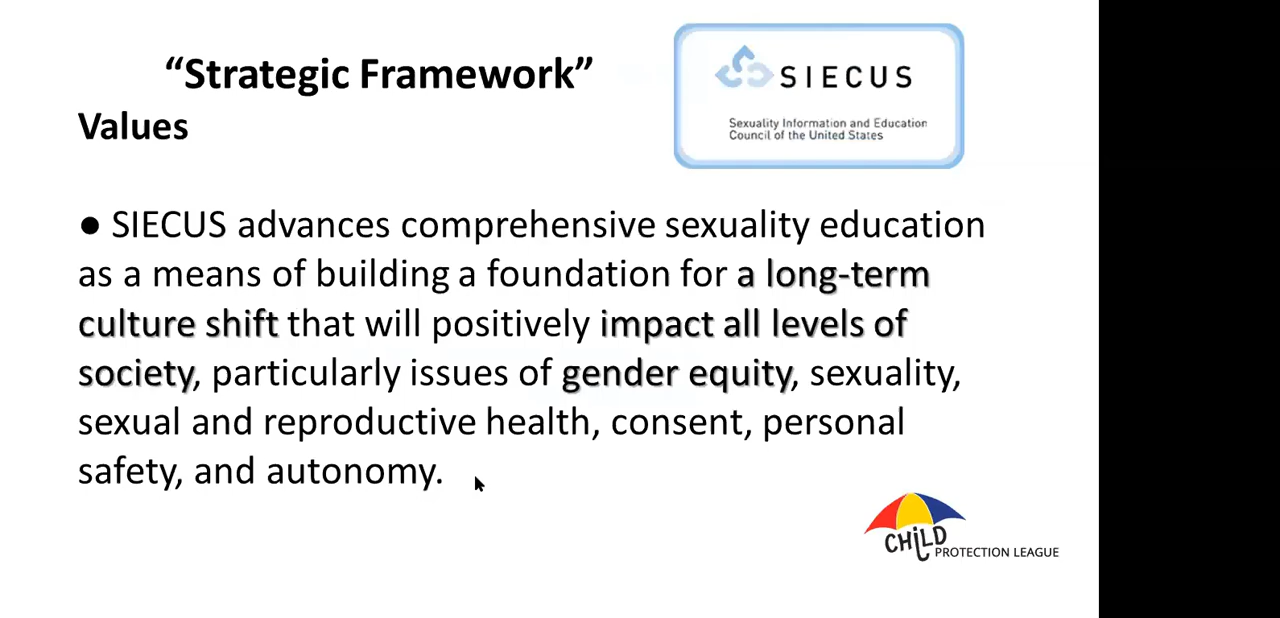 “Strategic Framework”
SIECUS
Sexuality Information and Education
Council of the United States
Values
● SIECUS advances comprehensive sexuality education
as a means of building a foundation for a long-term
culture shift that will positively impact all levels of
society, particularly issues of gender equity, sexuality,
sexual and reproductive health, consent, personal
safety, and autonomy.
CHiLD
PROTECTION LEAGUE